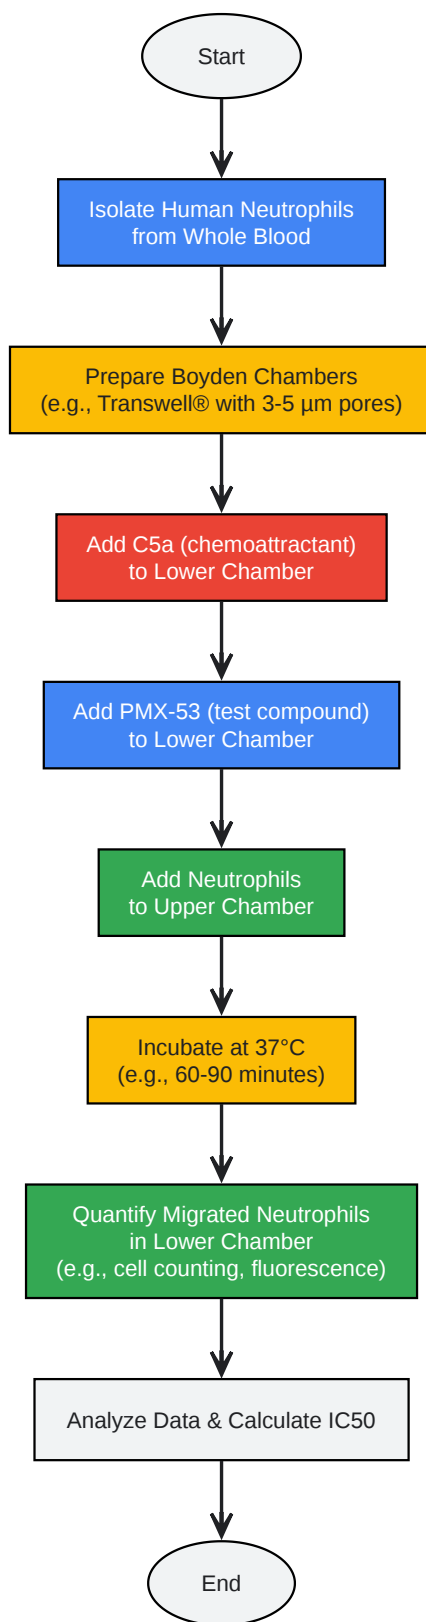 Start
Isolate Human Neutrophils
from Whole Blood
Prepare Boyden Chambers
(e.g., Transwell® with 3-5 µm pores)
Add C5a (chemoattractant)
to Lower Chamber
Add PMX-53 (test compound)
to Lower Chamber
Add Neutrophils
to Upper Chamber
Incubate at 37°C
(e.g., 60-90 minutes)
Quantify Migrated Neutrophils
in Lower Chamber
(e.g., cell counting, fluorescence)
Analyze Data & Calculate IC50
End